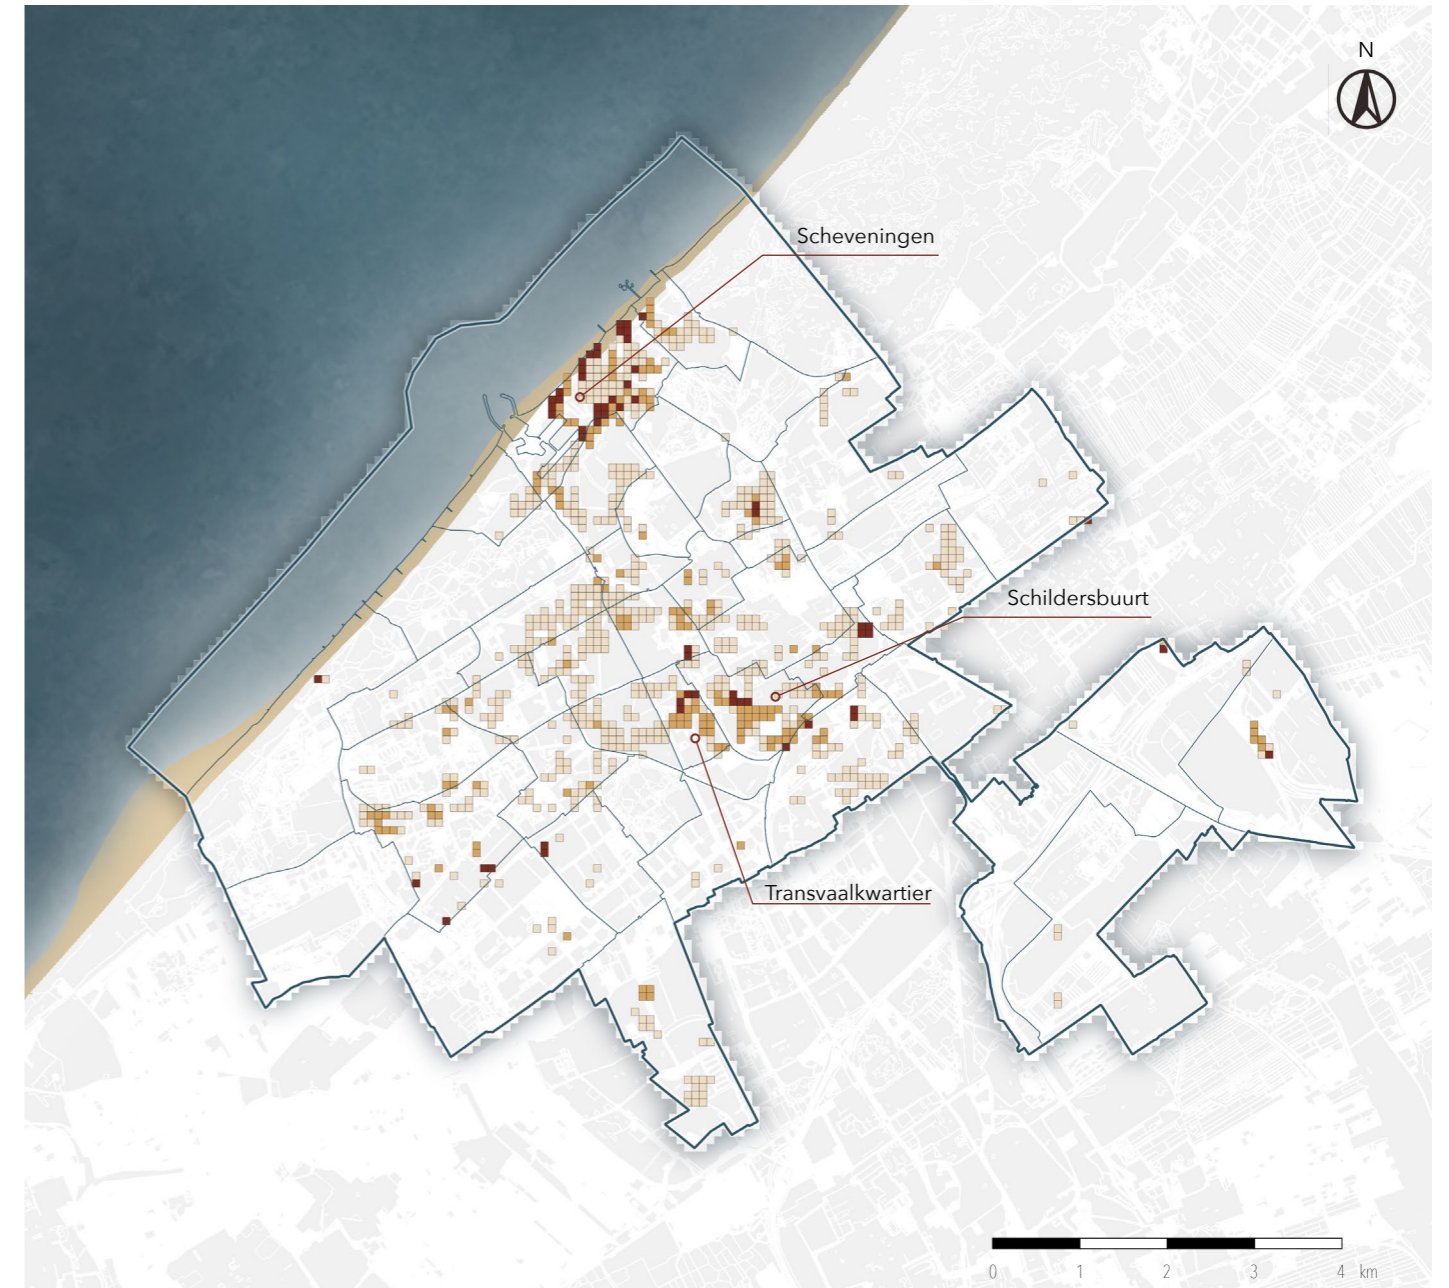 N
Scheveningen
Schildersbuurt
Transvaalkwartier
0 1 2 3 4 km